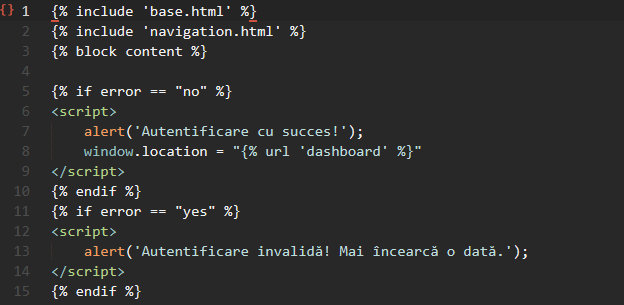 {} 1 {% include 'base.html' %}
2 {% include 'navigation.html' %}
3 {% block content %}
4
5 {% if error == "no" %}
6 <script>
7 alert('Autentificare cu succes!');
8 window.location = "{% url 'dashboard' %}"
9 </script>
10 {% endif %}
11 {% if error == "yes" %}
12 <script>
13 alert('Autentificare invalidă! Mai încearcă o dată.');
14 </script>
15 {% endif %}